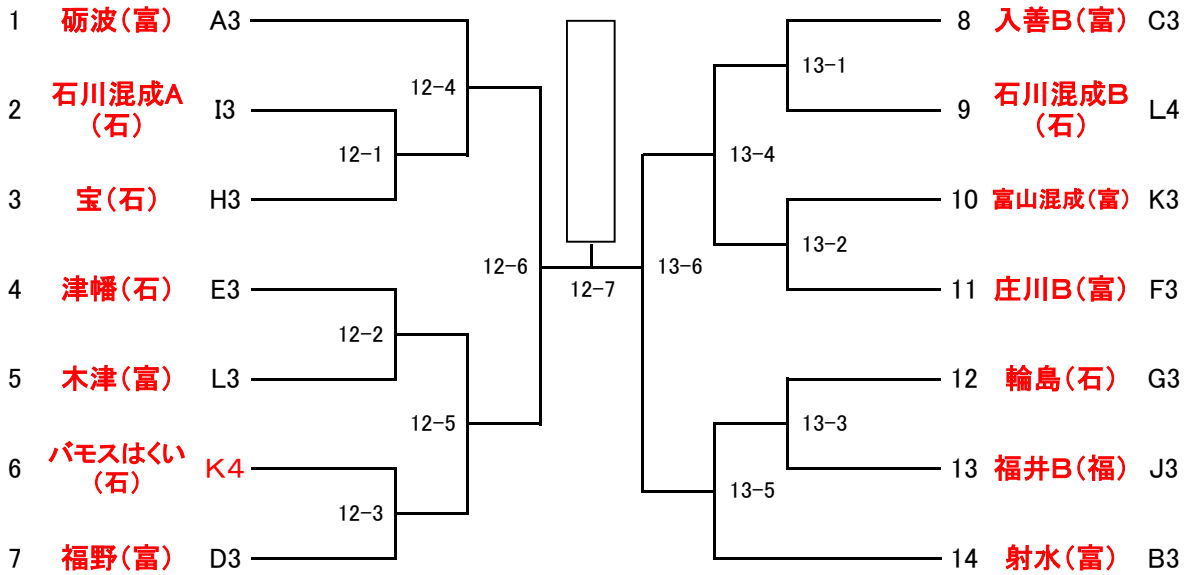 1 砺波(富) A3
2 石川混成A
(石) I3
3 宝(石) H3
4 津幡(石) E3
5 木津(富) L3
6 バモスはくい
(石) K4
7 福野(富) D3
12-4
12-1
12-2
12-5
12-3
12-6
12-7
13-6
13-1
13-4
13-2
13-3
13-5
8 入善B(富) C3
9 石川混成B
(石) L4
10 富山混成(富) K3
11 庄川B(富) F3
12 輪島(石) G3
13 福井B(福) J3
14 射水(富) B3